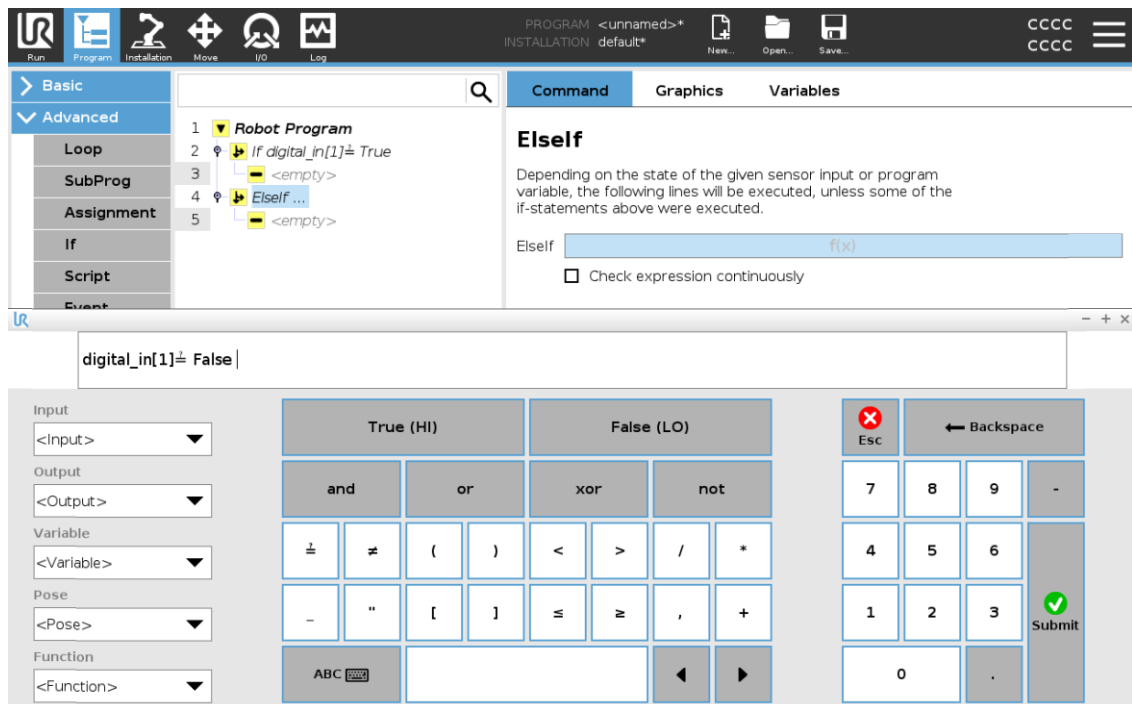 UR
PROGRAM <unnamed>*
INSTALLATION default*
CCCC
CCCC
Run Program Installation Move I/O Log New... Open... Save...
Basic
Advanced
Loop
SubProg
Assignment
If
Script
Event
1 Robot Program
2 If digital_in[1]≟ True
3 <empty>
4 ElseIf ...
5 <empty>
Command Graphics Variables
ElseIf
Depending on the state of the given sensor input or program
variable, the following lines will be executed, unless some of the
if-statements above were executed.
ElseIf f(x)
Check expression continuously
UR
digital_in[1]≟ False
Input
<Input>
Output
<Output>
Variable
<Variable>
Pose
<Pose>
Function
<Function>
True (HI) False (LO)
and or xor not
≟ ≠ ( ) < > / *
_ " [ ] ≤ ≥ , +
ABC
Esc Backspace
7 8 9 -
4 5 6
1 2 3 Submit
0 .